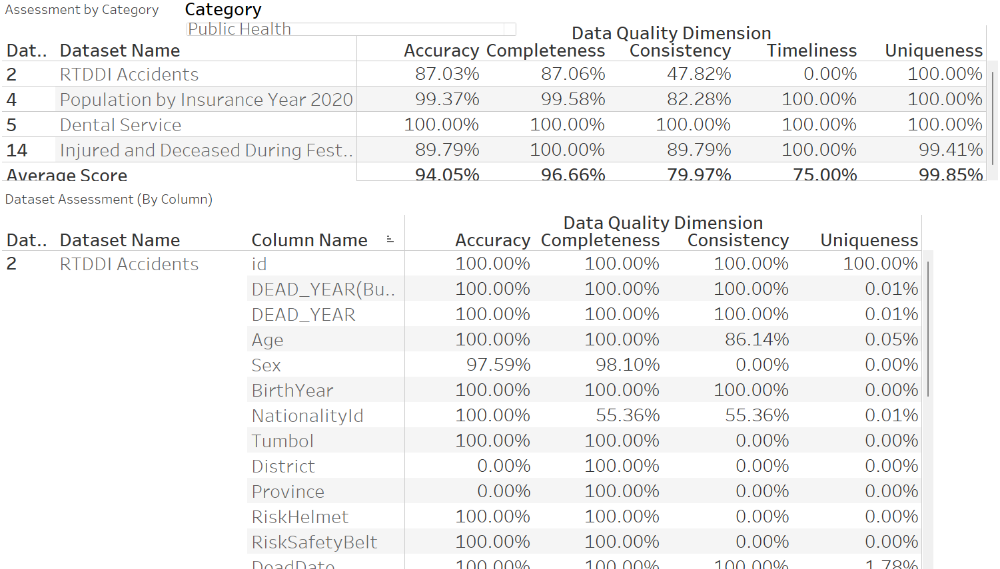 Assessment by Category
Category
Public Health
Data Quality Dimension
Dat.. Dataset Name Accuracy Completeness Consistency Timeliness Uniqueness
2 RTDDI Accidents 87.03% 87.06% 47.82% 0.00% 100.00%
4 Population by Insurance Year 2020 99.37% 99.58% 82.28% 100.00% 100.00%
5 Dental Service 100.00% 100.00% 100.00% 100.00% 100.00%
14 Injured and Deceased During Fest.. 89.79% 100.00% 89.79% 100.00% 99.41%
Average Score 94.05% 96.66% 79.97% 75.00% 99.85%
Dataset Assessment (By Column)
Data Quality Dimension
Dat.. Dataset Name Column Name Accuracy Completeness Consistency Uniqueness
2 RTDDI Accidents id 100.00% 100.00% 100.00% 100.00%
DEAD_YEAR(Bu.. 100.00% 100.00% 100.00% 0.01%
DEAD_YEAR 100.00% 100.00% 100.00% 0.01%
Age 100.00% 100.00% 86.14% 0.05%
Sex 97.59% 98.10% 0.00% 0.00%
BirthYear 100.00% 100.00% 100.00% 0.00%
NationalityId 100.00% 55.36% 55.36% 0.01%
Tumbol 100.00% 100.00% 0.00% 0.00%
District 0.00% 100.00% 0.00% 0.00%
Province 0.00% 100.00% 0.00% 0.00%
RiskHelmet 100.00% 100.00% 0.00% 0.00%
RiskSafetyBelt 100.00% 100.00% 0.00% 0.00%
DeadDate 100.00% 100.00% 100.00% 1.78%